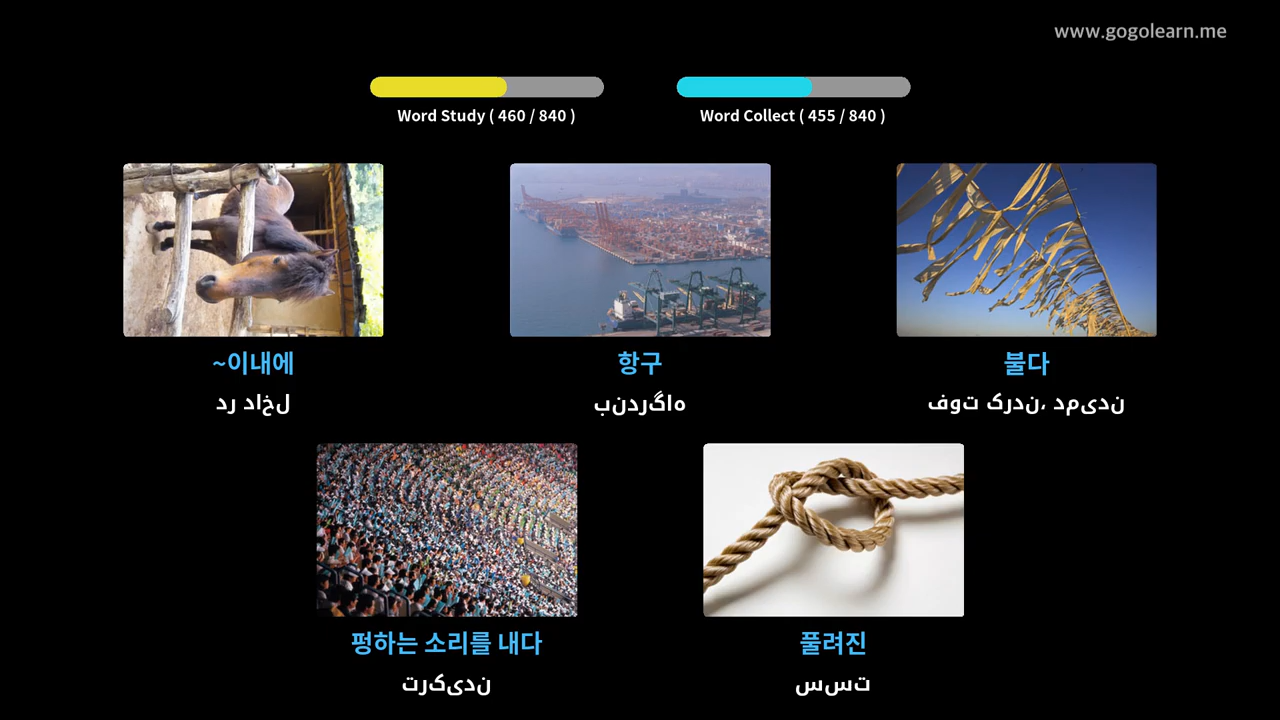 www.gogolearn.me
Word Study ( 460 / 840 )
Word Collect ( 455 / 840 )
~이내에
در داخل
항구
بندرگاه
불다
فوت کردن، دمیدن
펑하는 소리를 내다
ترکیدن
풀려진
سست